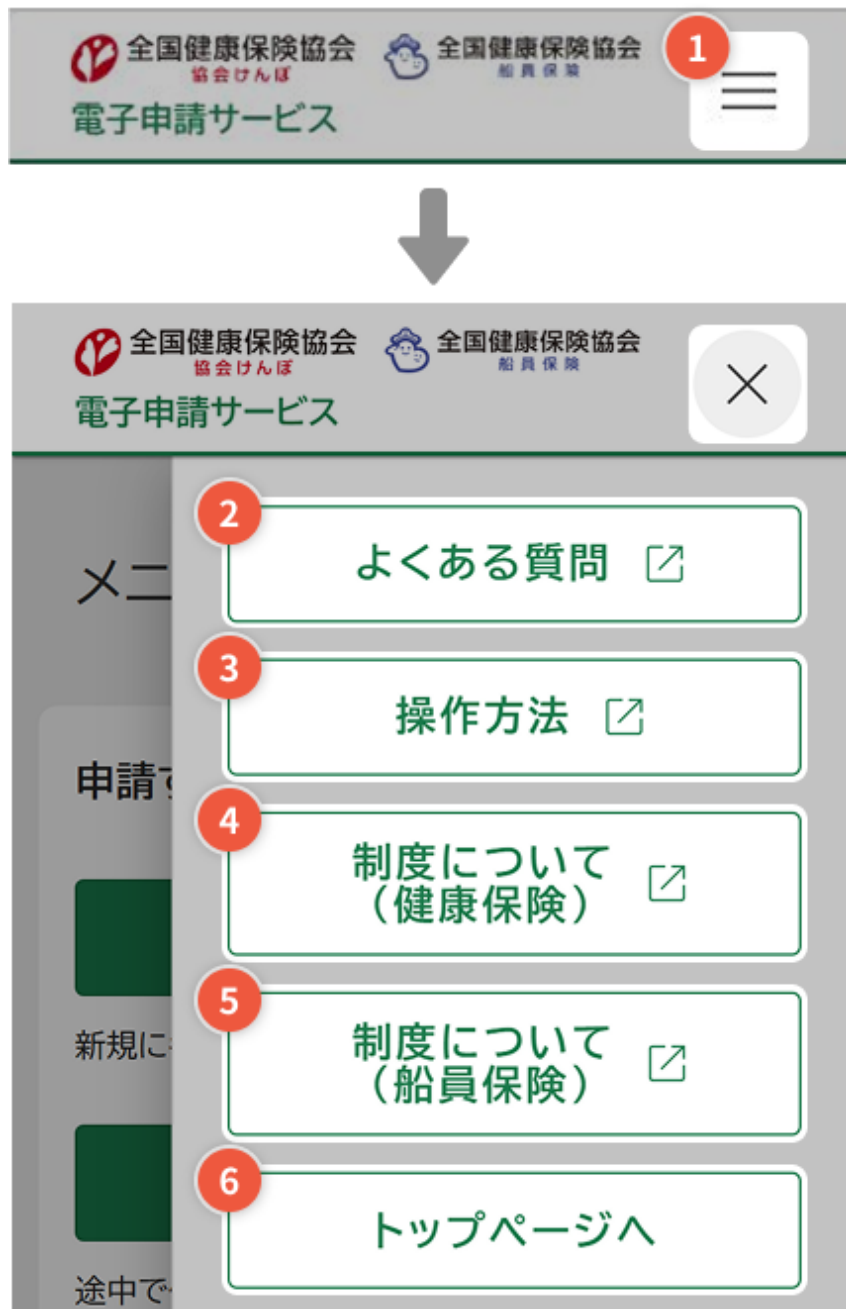 全国健康保険協会
協会けんぽ
全国健康保険協会
船員保険
1
電子申請サービス
全国健康保険協会
協会けんぽ
全国健康保険協会
船員保険
電子申請サービス
メニ
2
よくある質問
3
操作方法
申請す
4
制度について
（健康保険）
5
制度について
（船員保険）
新規に
6
トップページへ
途中で